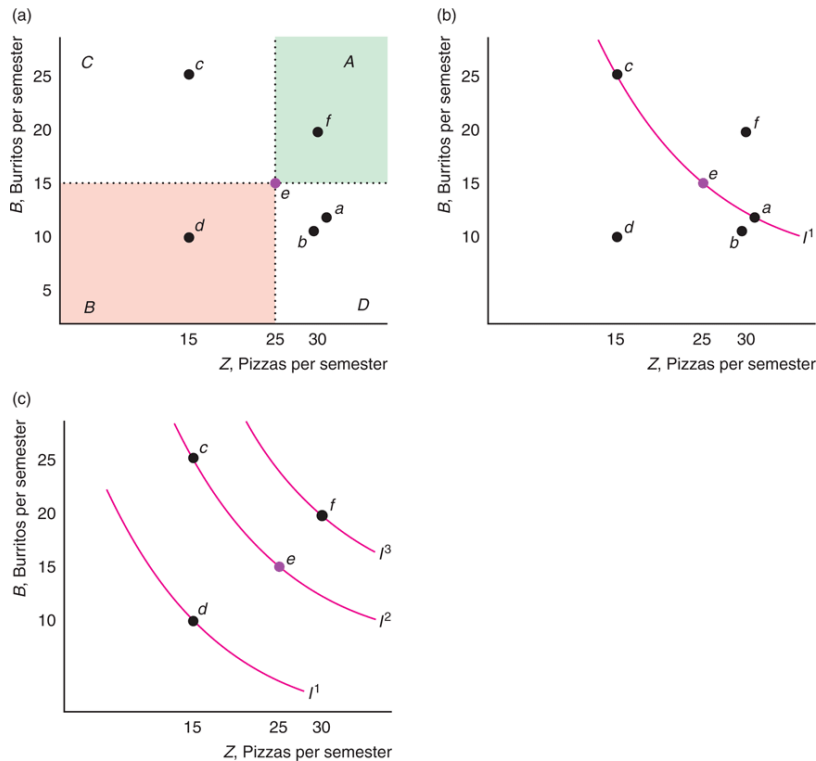 (a)
B, Burritos per semester
25
20
15
10
5
C
c
A
f
e
a
b
d
B
D
15
25
30
Z, Pizzas per semester
(b)
B, Burritos per semester
25
20
15
10
c
f
e
a
d
b
I¹
15
25
30
Z, Pizzas per semester
(c)
B, Burritos per semester
25
20
15
10
c
f
e
I³
d
I²
I¹
15
25
30
Z, Pizzas per semester